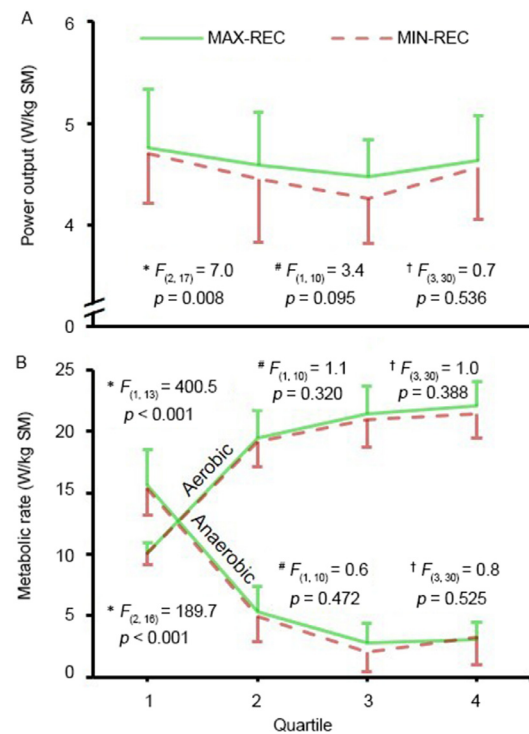 A
MAX-REC
MIN-REC
Power output (W/kg SM)
6
5
4
0
* F(2, 17) = 7.0
p = 0.008
# F(1, 10) = 3.4
p = 0.095
† F(3, 30) = 0.7
p = 0.536
B
Metabolic rate (W/kg SM)
25
20
15
10
5
0
* F(1, 13) = 400.5
p < 0.001
# F(1, 10) = 1.1
p = 0.320
† F(3, 30) = 1.0
p = 0.388
Aerobic
Anaerobic
* F(2, 16) = 189.7
p < 0.001
# F(1, 10) = 0.6
p = 0.472
† F(3, 30) = 0.8
p = 0.525
1 2 3 4
Quartile